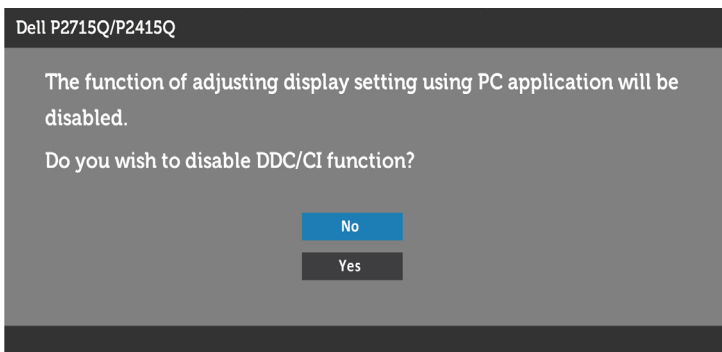 Dell P2715Q/P2415Q
The function of adjusting display setting using PC application will be
disabled.
Do you wish to disable DDC/CI function?
No
Yes